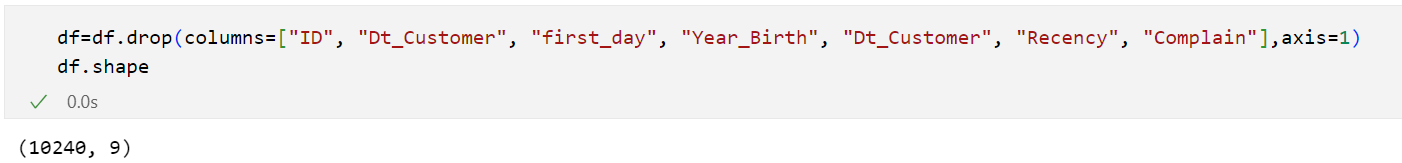 df=df.drop(columns=["ID", "Dt_Customer", "first_day", "Year_Birth", "Dt_Customer", "Recency", "Complain"],axis=1)
df.shape
✓ 0.0s
(10240, 9)